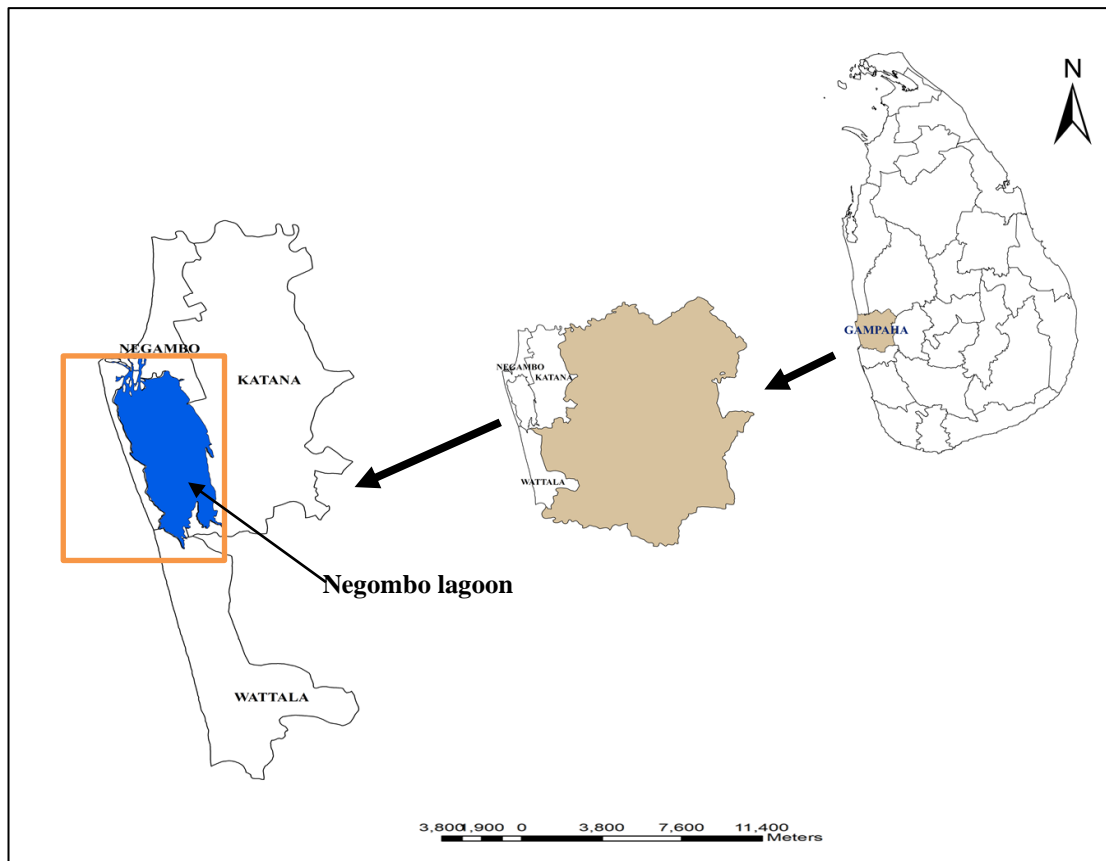 N
GAMPAHA
NEGAMBO
KATANA
WATTALA
NEGAMBO
KATANA
Negombo lagoon
WATTALA
3,800 1,900 0 3,800 7,600 11,400
Meters